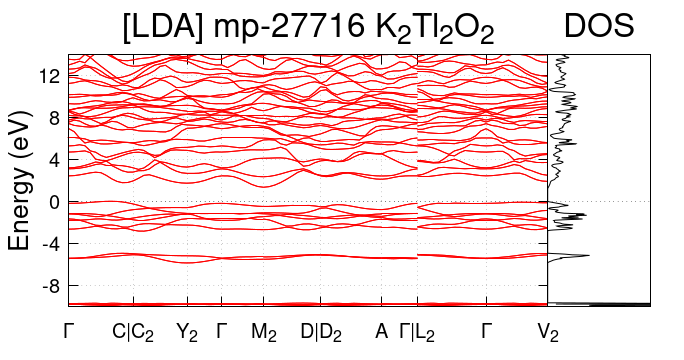 [LDA] mp-27716 K₂Tl₂O₂ DOS
Energy (eV)
12
8
4
0
-4
-8
Γ C|C₂ Y₂ Γ M₂ D|D₂ A Γ|L₂ Γ V₂